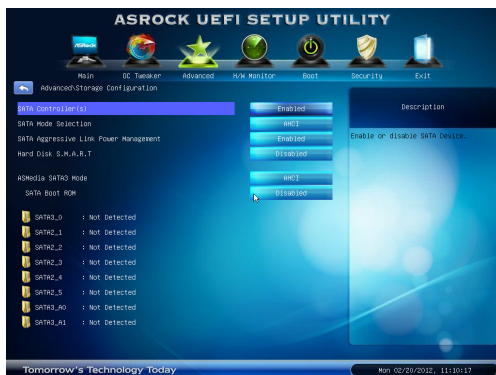 ASROCK UEFI SETUP UTILITY
ASRock
Main OC Tweaker Advanced H/W Monitor Boot Security Exit
Advanced\Storage Configuration
Description
SATA Controller(s) Enabled
SATA Mode Selection AHCI
Enable or disable SATA Device.
SATA Aggressive Link Power Management Enabled
Hard Disk S.M.A.R.T Disabled
ASMedia SATA3 Mode AHCI
SATA Boot ROM Disabled
SATA3_0 : Not Detected
SATA2_1 : Not Detected
SATA2_2 : Not Detected
SATA2_3 : Not Detected
SATA2_4 : Not Detected
SATA2_5 : Not Detected
SATA3_A0 : Not Detected
SATA3_A1 : Not Detected
Tomorrow's Technology Today
Mon 02/20/2012, 11:10:17